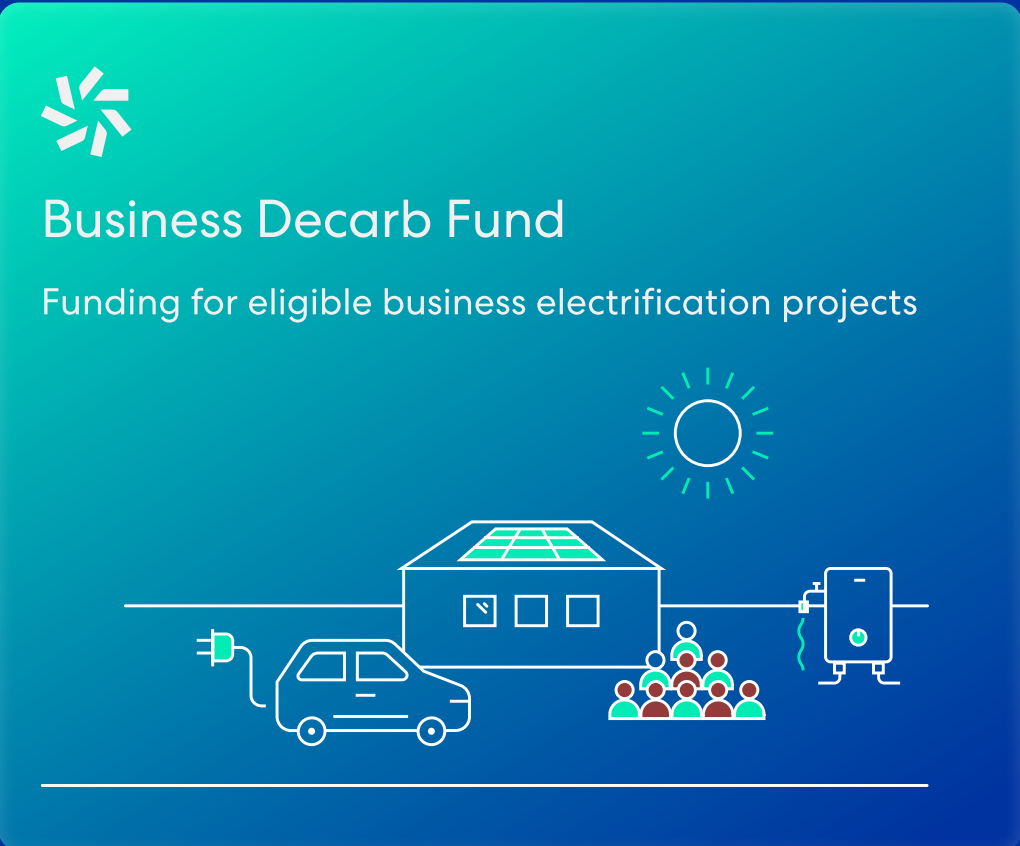 Business Decarb Fund
Funding for eligible business electrification projects